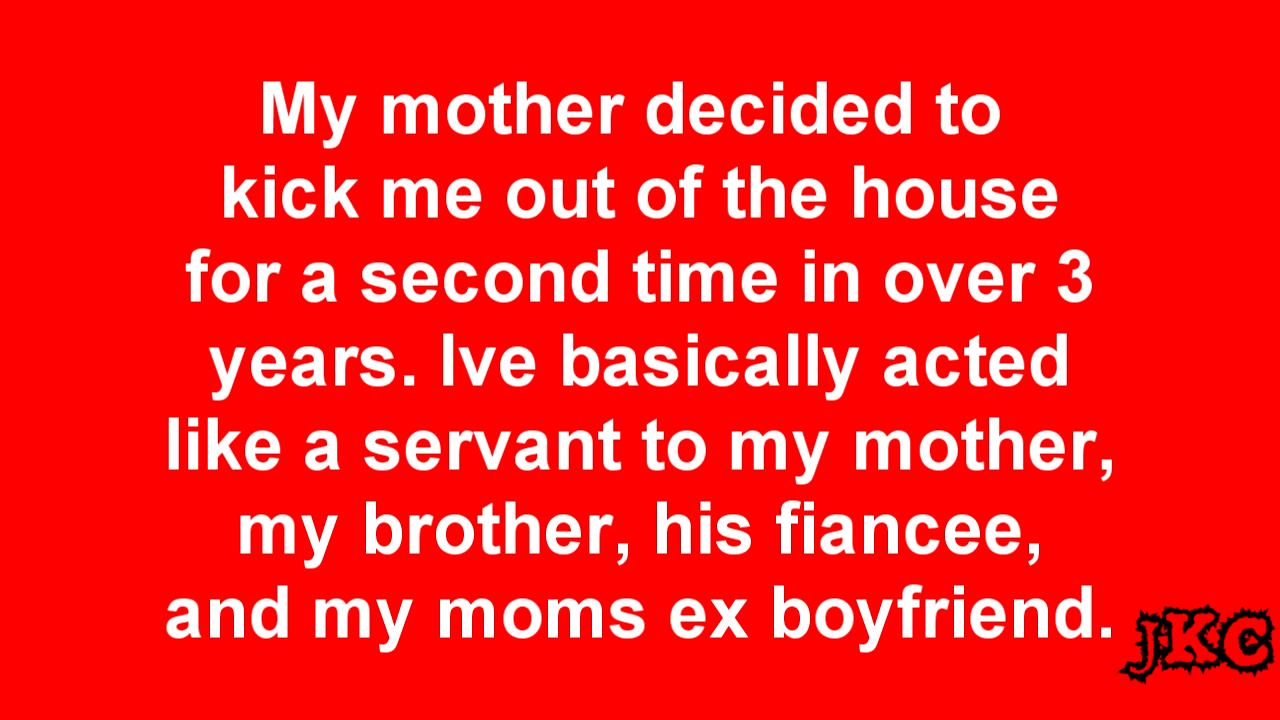 My mother decided to
kick me out of the house
for a second time in over 3
years. Ive basically acted
like a servant to my mother,
my brother, his fiancee,
and my moms ex boyfriend.
JKC